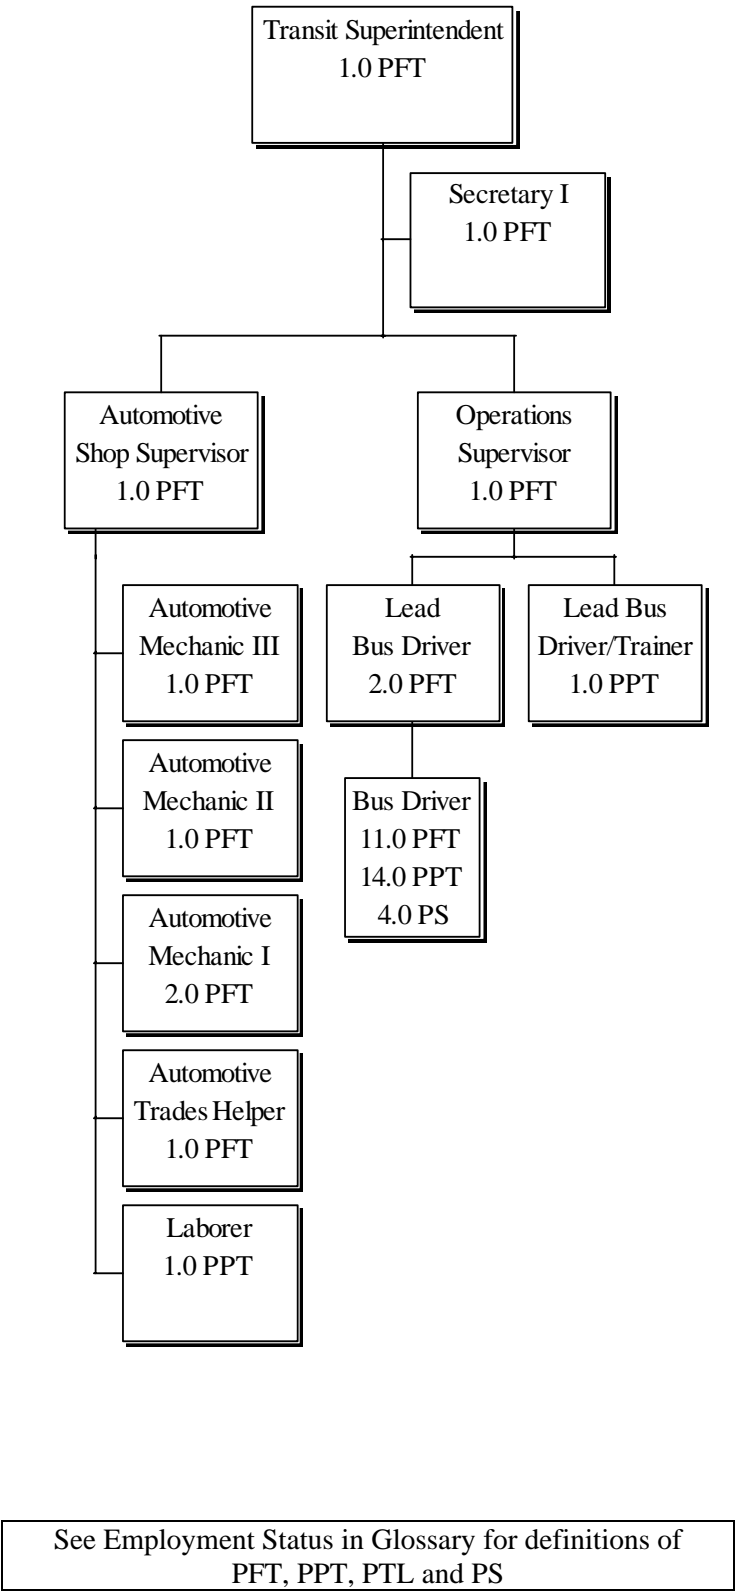 Transit Superintendent
1.0 PFT
Secretary I
1.0 PFT
Automotive
Shop Supervisor
1.0 PFT
Operations
Supervisor
1.0 PFT
Automotive
Mechanic III
1.0 PFT
Automotive
Mechanic II
1.0 PFT
Automotive
Mechanic I
2.0 PFT
Automotive
Trades Helper
1.0 PFT
Laborer
1.0 PPT
Lead
Bus Driver
2.0 PFT
Bus Driver
11.0 PFT
14.0 PPT
4.0 PS
Lead Bus
Driver/Trainer
1.0 PPT
See Employment Status in Glossary for definitions of
PFT, PPT, PTL and PS